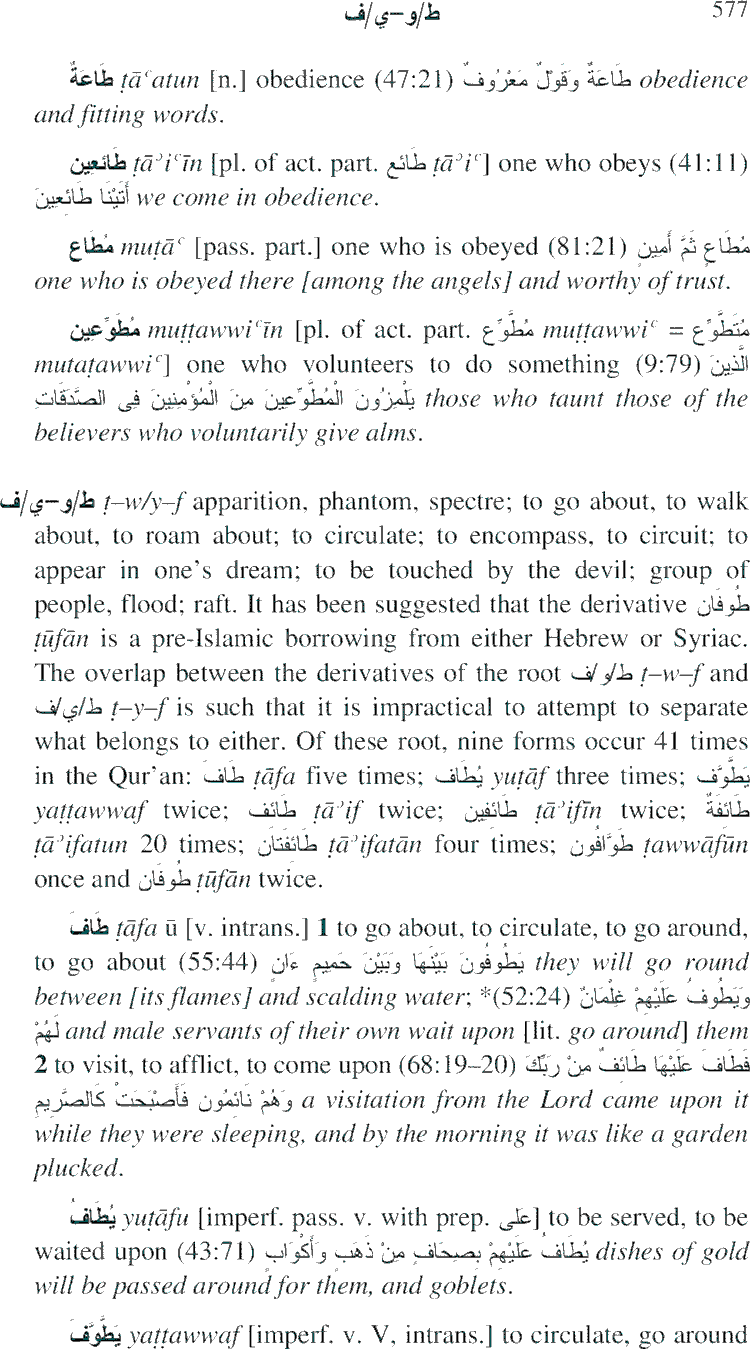 ط/و–ي/ف 577
طَاعَةٌ ṭāʿatun [n.] obedience (47:21) طَاعَةٌ وَقَوْلٌ مَعْرُوفٌ obedience
and fitting words.
طَائعين ṭāʾiʿīn [pl. of act. part. طَائع ṭāʾiʿ] one who obeys (41:11)
أَتَيْنَا طَائِعِينَ we come in obedience.
مُطَاع muṭāʿ [pass. part.] one who is obeyed (81:21) مُطَاعٍ ثَمَّ أَمِينٍ
one who is obeyed there [among the angels] and worthy of trust.
مُطَوِّعين muṭṭawwiʿīn [pl. of act. part. مُطَّوِّع muṭṭawwiʿ = مُتَطَوِّع
mutaṭawwiʿ] one who volunteers to do something (9:79) الَّذِينَ
يَلْمِزُونَ الْمُطَّوِّعِينَ مِنَ الْمُؤْمِنِينَ فِى الصَّدَقَاتِ those who taunt those of the
believers who voluntarily give alms.
ط/و–ي/ف ṭ–w/y–f apparition, phantom, spectre; to go about, to walk
about, to roam about; to circulate; to encompass, to circuit; to
appear in one's dream; to be touched by the devil; group of
people, flood; raft. It has been suggested that the derivative طُوفَان
ṭūfān is a pre-Islamic borrowing from either Hebrew or Syriac.
The overlap between the derivatives of the root ط/و/ف ṭ–w–f and
ط/ي/ف ṭ–y–f is such that it is impractical to attempt to separate
what belongs to either. Of these root, nine forms occur 41 times
in the Qur'an: طَافَ ṭāfa five times; يُطَاف yuṭāf three times; يَطَّوَّف
yaṭṭawwaf twice; طَائف ṭāʾif twice; طَائفين ṭāʾifīn twice; طَائفَةٌ
ṭāʾifatun 20 times; طَائفَتَان ṭāʾifatān four times; طَوَّافُون ṭawwāfūn
once and طُوفَان ṭūfān twice.
طَافَ ṭāfa ū [v. intrans.] 1 to go about, to circulate, to go around,
to go about (55:44) يَطُوفُونَ بَيْنَهَا وَبَيْنَ حَمِيمٍ ءَانٍ they will go round
between [its flames] and scalding water; *(52:24) وَيَطُوفُ عَلَيْهِمْ غِلْمَانٌ
لَهُمْ and male servants of their own wait upon [lit. go around] them
2 to visit, to afflict, to come upon (68:19–20) فَطَافَ عَلَيْهَا طَائِفٌ مِنْ رَبِّكَ
وَهُمْ نَائِمُون فَأَصْبَحَتْ كَالصَّرِيمِ a visitation from the Lord came upon it
while they were sleeping, and by the morning it was like a garden
plucked.
يُطَافُ yuṭāfu [imperf. pass. v. with prep. عَلَى] to be served, to be
waited upon (43:71) يُطَافُ عَلَيْهِمْ بِصِحَافٍ مِنْ ذَهَبٍ وَأَكْوَابٍ dishes of gold
will be passed around for them, and goblets.
يَطَّوَّفَ yaṭṭawwaf [imperf. v. V, intrans.] to circulate, go around